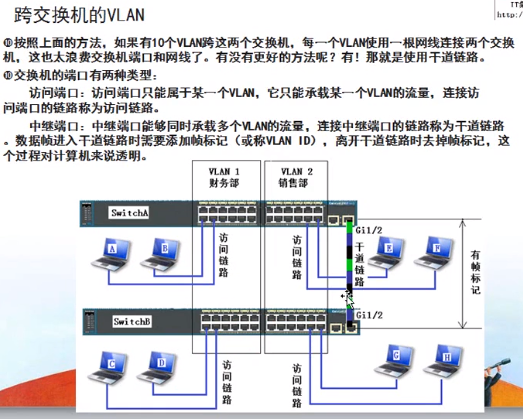 IT
http:/
跨交换机的VLAN
⑩按照上面的方法，如果有10个VLAN跨这两个交换机，每一个VLAN使用一根网线连接两个交换
机，这也太浪费交换机端口和网线了。有没有更好的方法呢？有！那就是使用干道链路。
⑩交换机的端口有两种类型：
访问端口：访问端口只能属于某一个VLAN，它只能承载某一个VLAN的流量，连接访
问端口的链路称为访问链路。
中继端口：中继端口能够同时承载多个VLAN的流量，连接中继端口的链路称为干道链路
。数据帧进入干道链路时需要添加帧标记（或称VLAN ID），离开干道链路时去掉帧标记，这
个过程对计算机来说透明。
VLAN 1
财务部
VLAN 2
销售部
SwitchA
Gi1/2
A
B
访问链路
访问链路
干道链路
E
F
有帧标记
Gi1/2
SwitchB
C
D
访问链路
访问链路
G
H